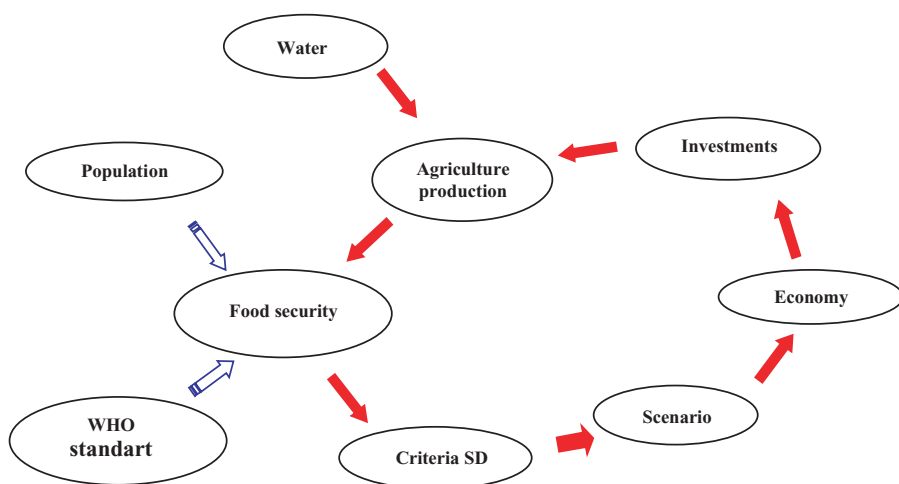 Water
Population
Agriculture
production
Investments
Food security
Economy
WHO
standart
Criteria SD
Scenario